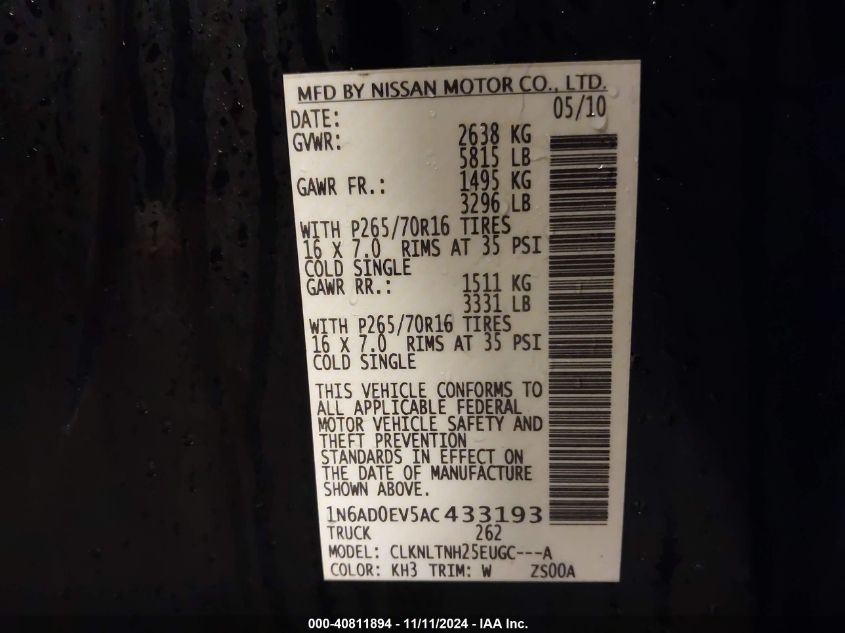 MFD BY NISSAN MOTOR CO., LTD.
DATE: 05/10
GVWR: 2638 KG
5815 LB
GAWR FR.: 1495 KG
3296 LB
WITH P265/70R16 TIRES
16 X 7.0 RIMS AT 35 PSI
COLD SINGLE
GAWR RR.: 1511 KG
3331 LB
WITH P265/70R16 TIRES
16 X 7.0 RIMS AT 35 PSI
COLD SINGLE
THIS VEHICLE CONFORMS TO
ALL APPLICABLE FEDERAL
MOTOR VEHICLE SAFETY AND
THEFT PREVENTION
STANDARDS IN EFFECT ON
THE DATE OF MANUFACTURE
SHOWN ABOVE.
1N6AD0EV5AC433193
TRUCK 262
MODEL: CLKNLTNH25EUGC---A
COLOR: KH3 TRIM: W ZS00A
000-40811894 - 11/11/2024 - IAA Inc.